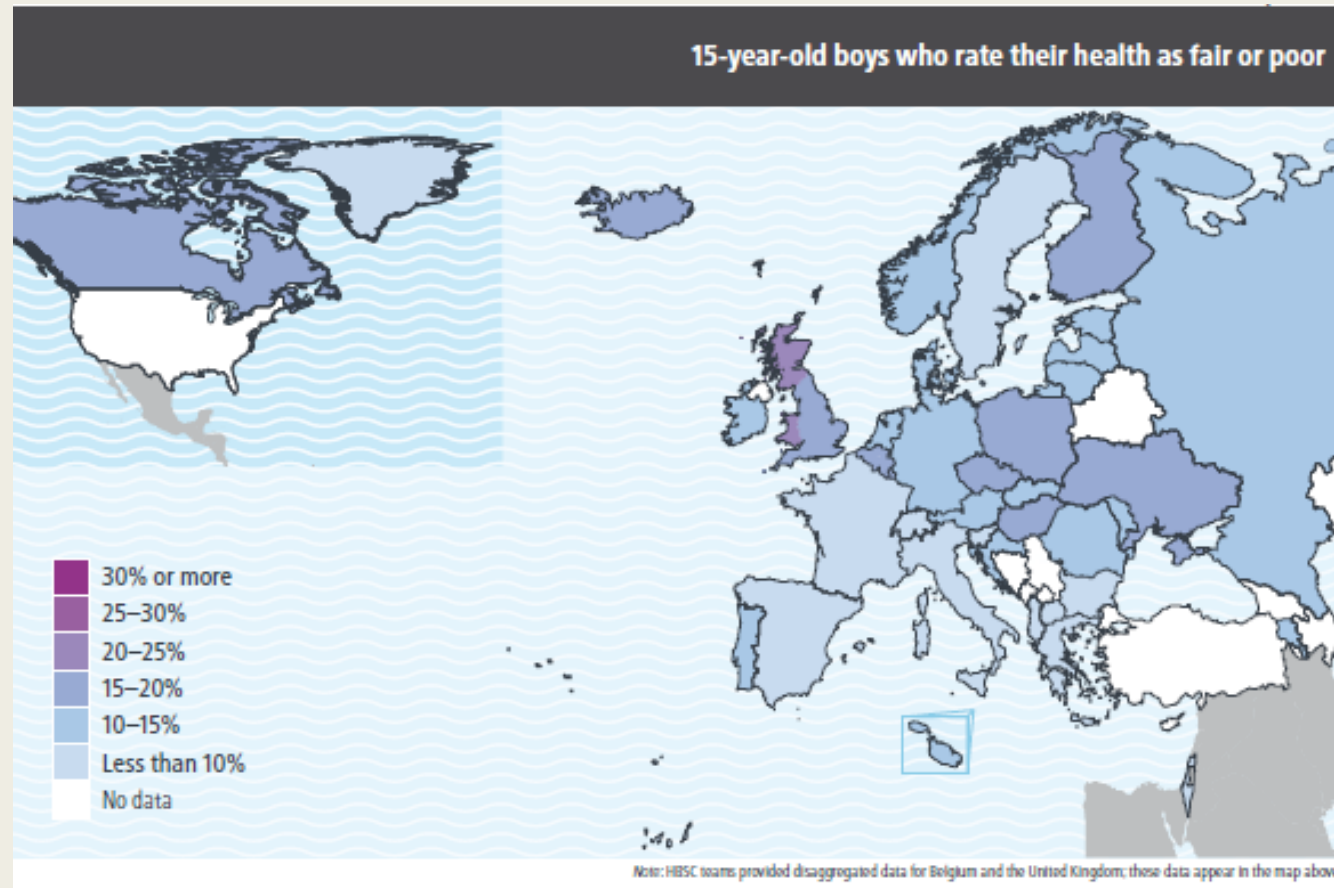 15-year-old boys who rate their health as fair or poor
30% or more
25–30%
20–25%
15–20%
10–15%
Less than 10%
No data
Note: HBSC teams provided disaggregated data for Belgium and the United Kingdom; these data appear in the map above